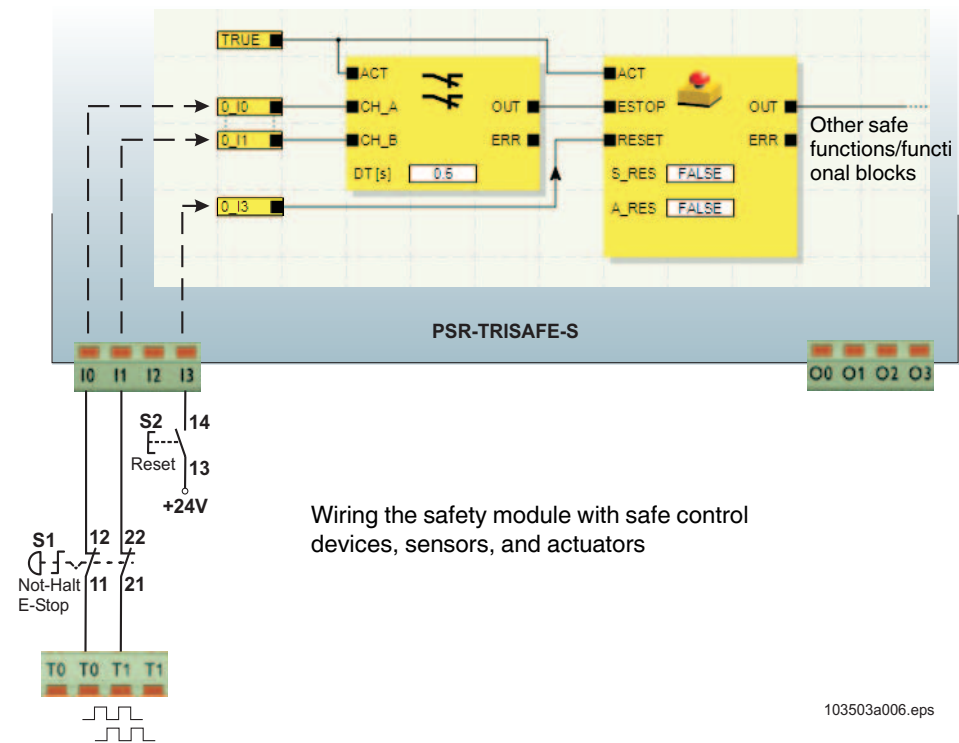 TRUE
ACT
0_I0
CH_A
OUT
0_I1
CH_B
ERR
DT [s]
0.5
0_I3
ACT
ESTOP
OUT
RESET
ERR
S_RES
FALSE
A_RES
FALSE
Other safe
functions/functi
onal blocks
PSR-TRISAFE-S
I0 I1 I2 I3
O0 O1 O2 O3
S2
14
Reset
13
+24V
Wiring the safety module with safe control
devices, sensors, and actuators
S1
12
22
Not-Halt
11
21
E-Stop
T0 T0 T1 T1
103503a006.eps